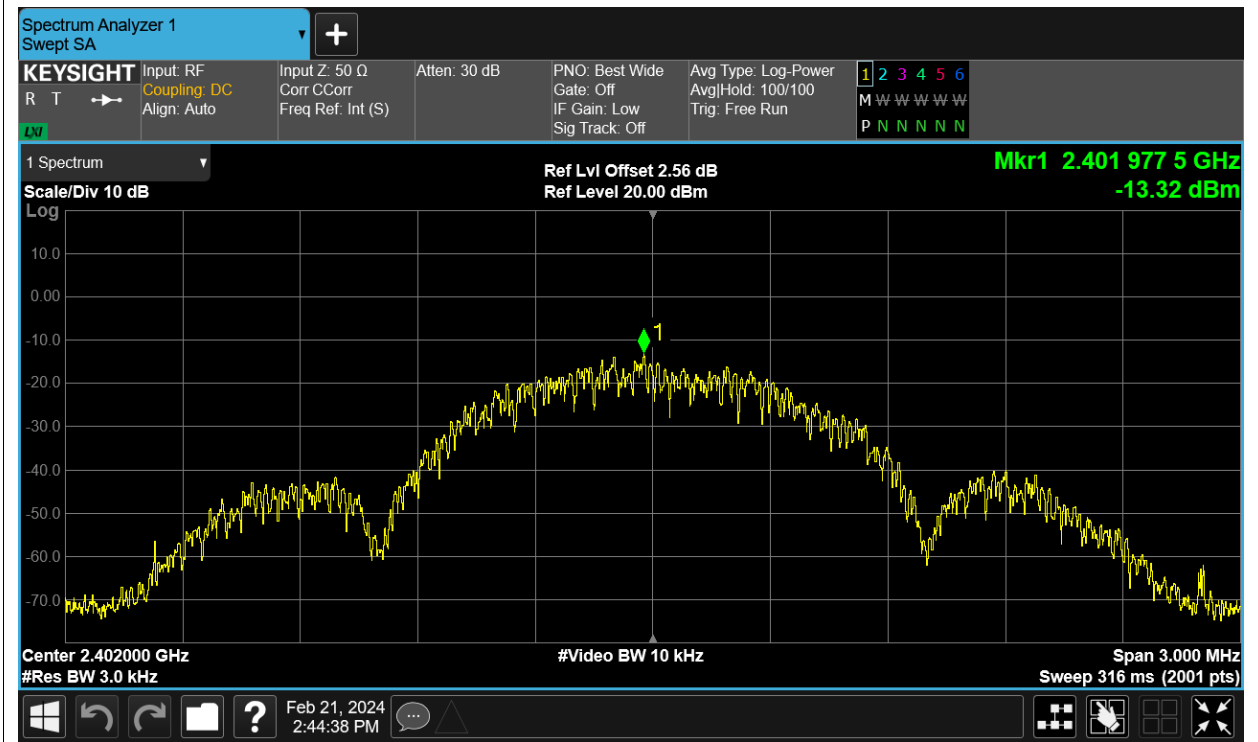 Spectrum Analyzer 1
Swept SA
KEYSIGHT
R T
LXI
Input: RF
Coupling: DC
Align: Auto
Input Z: 50 Ω
Corr CCorr
Freq Ref: Int (S)
Atten: 30 dB
PNO: Best Wide
Gate: Off
IF Gain: Low
Sig Track: Off
Avg Type: Log-Power
Avg|Hold: 100/100
Trig: Free Run
1 2 3 4 5 6
M W W W W W
P N N N N N
1 Spectrum
Scale/Div 10 dB
Log
Ref Lvl Offset 2.56 dB
Ref Level 20.00 dBm
Mkr1 2.401 977 5 GHz
-13.32 dBm
10.0
0.00
-10.0
-20.0
-30.0
-40.0
-50.0
-60.0
-70.0
1
Center 2.402000 GHz
#Res BW 3.0 kHz
#Video BW 10 kHz
Span 3.000 MHz
Sweep 316 ms (2001 pts)
?
Feb 21, 2024
2:44:38 PM